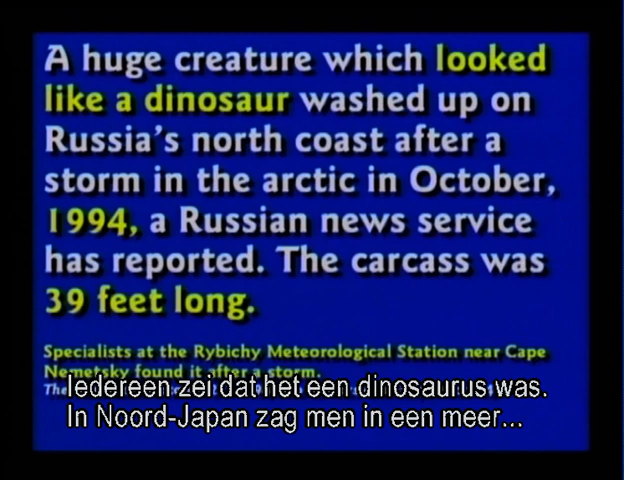 A huge creature which looked
like a dinosaur washed up on
Russia's north coast after a
storm in the arctic in October,
1994, a Russian news service
has reported. The carcass was
39 feet long.
Specialists at the Rybichy Meteorological Station near Cape
Nemetsky found it after a storm.
The
Iedereen zei dat het een dinosaurus was.
In Noord-Japan zag men in een meer...